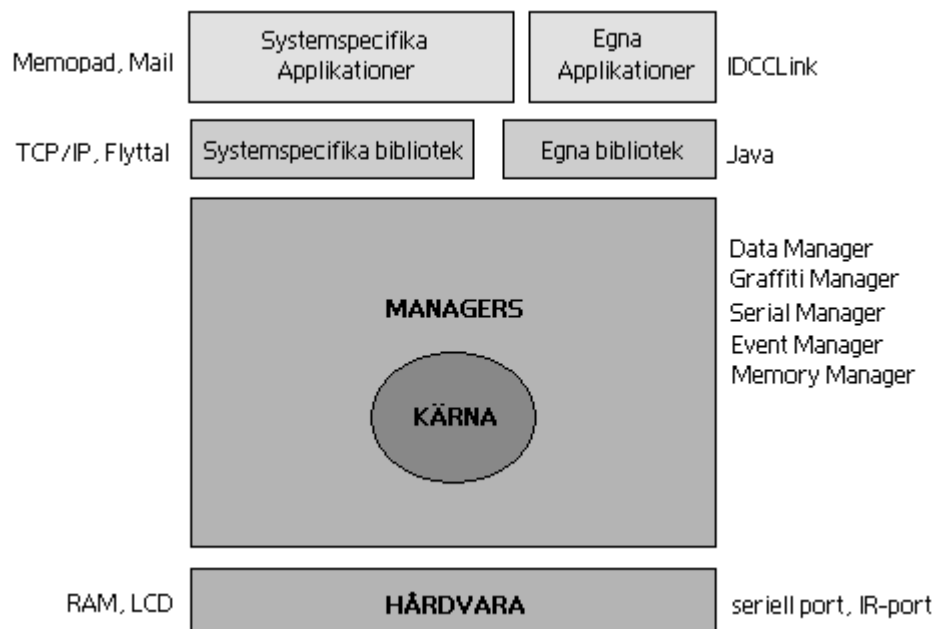 Memopad, Mail
Systemspecifika
Applikationer
Egna
Applikationer
IDCCLink
TCP/IP, Flyttal
Systemspecifika bibliotek
Egna bibliotek
Java
MANAGERS
KÄRNA
Data Manager
Graffiti Manager
Serial Manager
Event Manager
Memory Manager
RAM, LCD
HÅRDVARA
seriell port, IR-port